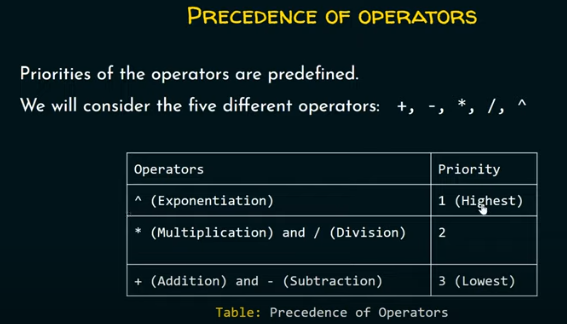 PRECEDENCE OF OPERATORS
Priorities of the operators are predefined.
We will consider the five different operators: +, -, *, /, ^
Operators Priority
^ (Exponentiation) 1 (Highest)
* (Multiplication) and / (Division) 2
+ (Addition) and - (Subtraction) 3 (Lowest)
Table: Precedence of Operators